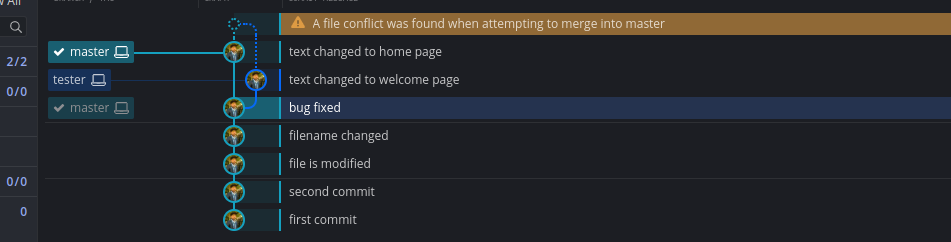 A file conflict was found when attempting to merge into master
2/2
master
text changed to home page
0/0
tester
text changed to welcome page
master
bug fixed
filename changed
file is modified
0/0
second commit
0
first commit